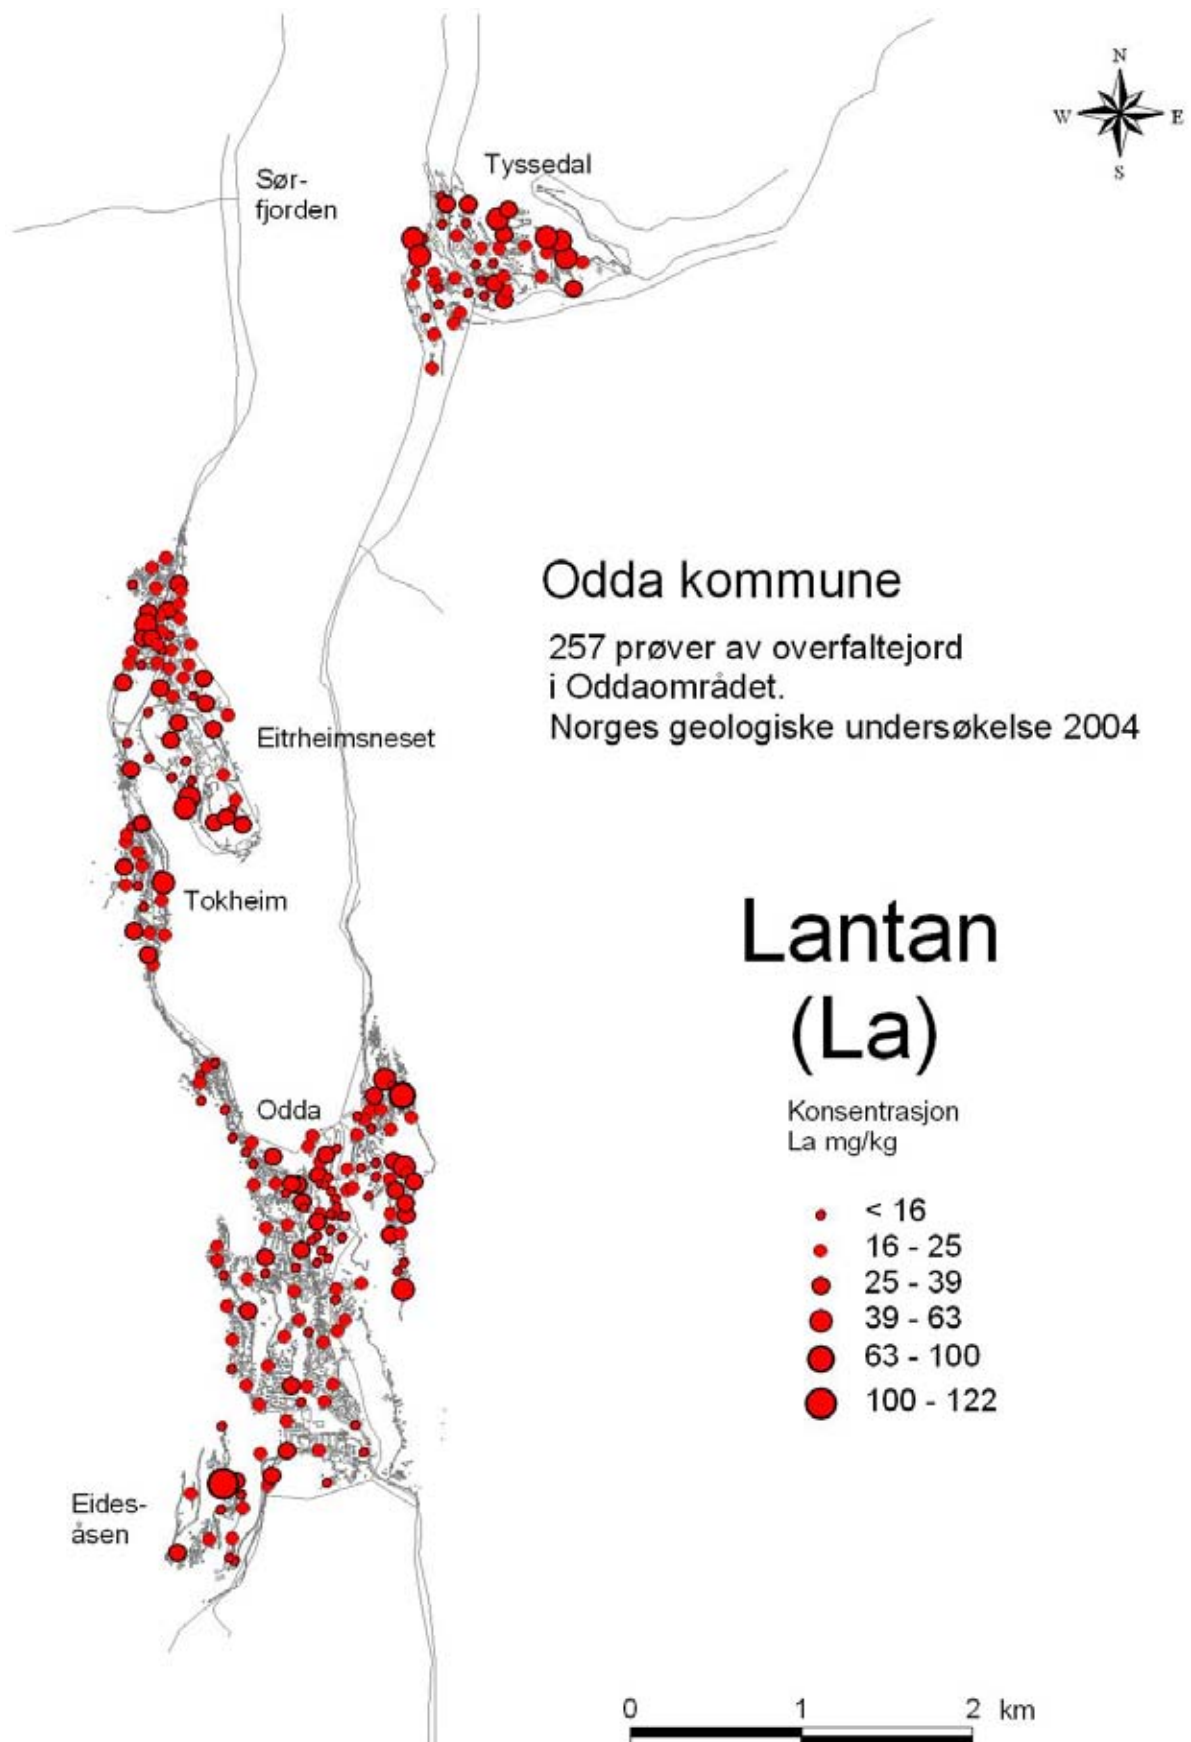 N
W E
S
Tyssedal
Sør-
fjorden
Odda kommune
257 prøver av overfaltejord
i Oddaområdet.
Norges geologiske undersøkelse 2004
Eitrheimsneset
Tokheim
Lantan
(La)
Odda
Konsentrasjon
La mg/kg
< 16
16 - 25
25 - 39
39 - 63
63 - 100
100 - 122
Eides-
åsen
0 1 2 km